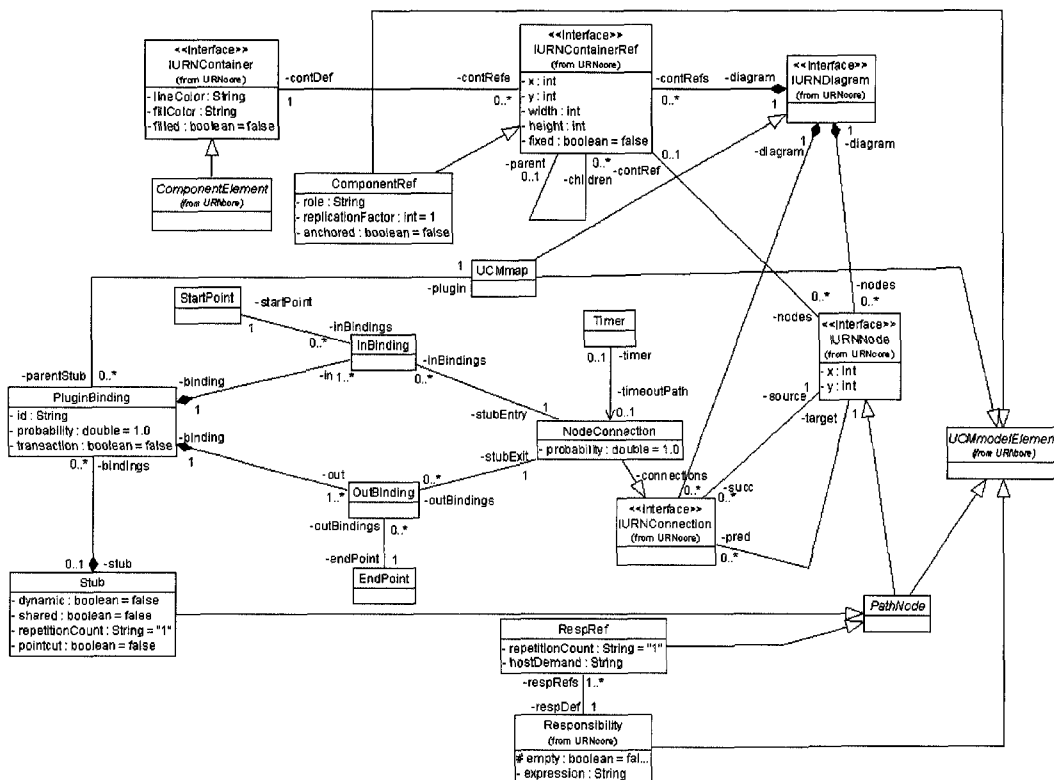 <<Interface>>
IURNContainer
(from URNcore)
- lineColor : String
- fillColor : String
- filled : boolean = false
-contDef
1
-contRefs
0..*
<<Interface>>
IURNContainerRef
(from URNcore)
- x : int
- y : int
- width : int
- height : int
- fixed : boolean = false
-contRefs
0..*
-diagram
1
<<Interface>>
IURNDiagram
(from URNcore)
1
-diagram
1
-diagram
-parent
0..1
0..*
-children
0..1
-contRef
ComponentElement
(from URNcore)
ComponentRef
- role : String
- replicationFactor : int = 1
- anchored : boolean = false
1
-plugin
UCMmap
StartPoint
-startPoint
1
-inBindings
0..*
InBinding
-inBindings
0..*
Timer
0..1
-timer
-timeoutPath
0..1
0..*
-nodes
-nodes
0..*
<<Interface>>
IURNNode
(from URNcore)
- x : int
- y : int
-parentStub
0..*
PluginBinding
- id : String
- probability : double = 1.0
- transaction : boolean = false
-binding
1
-in
1..*
-binding
1
1
-stubEntry
NodeConnection
- probability : double = 1.0
-stubExit
1
1
-source
-target
1
UCMmodelElement
(from URNcore)
0..*
-bindings
-out
1..*
OutBinding
0..*
-outBindings
-outBindings
0..*
-connections
0..*
-succ
0..*
<<Interface>>
IURNConnection
(from URNcore)
-pred
0..*
-endPoint
1
EndPoint
0..1
-stub
Stub
- dynamic : boolean = false
- shared : boolean = false
- repetitionCount : String = "1"
- pointcut : boolean = false
PathNode
RespRef
- repetitionCount : String = "1"
- hostDemand : String
-respRefs
1..*
-respDef
1
Responsibility
(from URNcore)
# empty : boolean = fal...
- expression : String